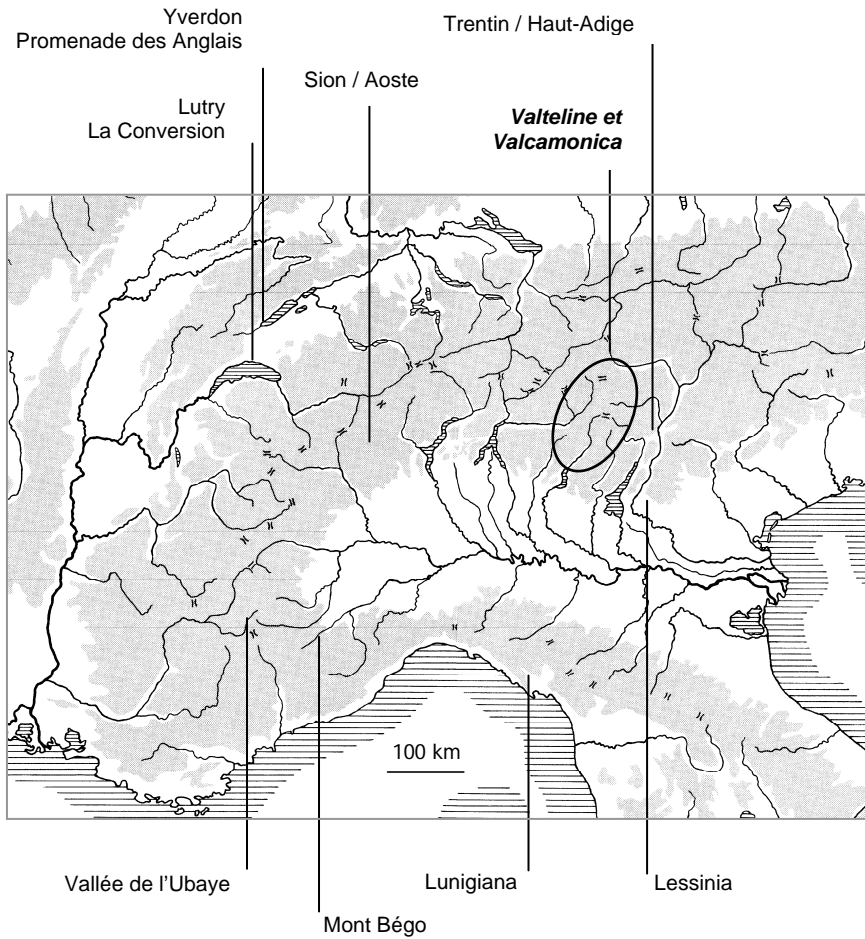 Yverdon
Promenade des Anglais
Trentin / Haut-Adige
Sion / Aoste
Lutry
La Conversion
Valteline et
Valcamonica
100 km
Vallée de l'Ubaye
Lunigiana
Lessinia
Mont Bégo